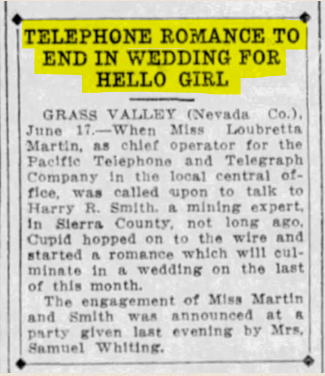 TELEPHONE ROMANCE TO
END IN WEDDING FOR
HELLO GIRL
GRASS VALLEY (Nevada Co.),
June 17.—When Miss Loubretta
Martin, as chief operator for the
Pacific Telephone and Telegraph
Company in the local central of-
fice, was called upon to talk to
Harry R. Smith, a mining expert,
in Sierra County, not long ago,
Cupid hopped on to the wire and
started a romance which will cul-
minate in a wedding on the last
of this month.
The engagement of Miss Martin
and Smith was announced at a
party given last evening by Mrs.
Samuel Whiting.